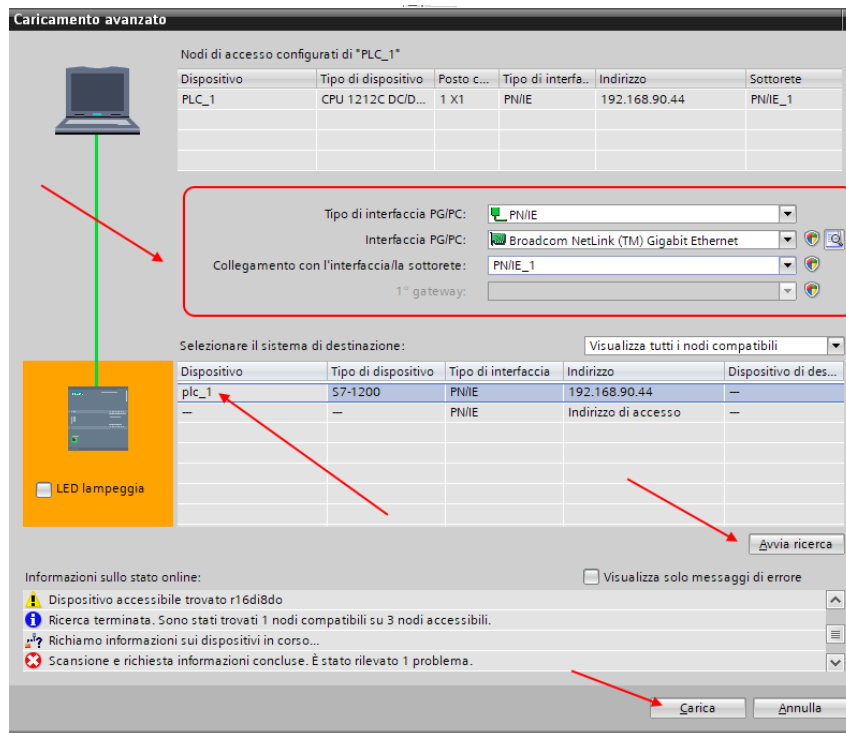 Caricamento avanzato
Nodi di accesso configurati di "PLC_1"
Dispositivo Tipo di dispositivo Posto c... Tipo di interfa.. Indirizzo Sottorete
PLC_1 CPU 1212C DC/D... 1 X1 PN/IE 192.168.90.44 PN/IE_1
Tipo di interfaccia PG/PC: PN/IE
Interfaccia PG/PC: Broadcom NetLink (TM) Gigabit Ethernet
Collegamento con l'interfaccia/la sottorete: PN/IE_1
1° gateway:
Selezionare il sistema di destinazione: Visualizza tutti i nodi compatibili
Dispositivo Tipo di dispositivo Tipo di interfaccia Indirizzo Dispositivo di des...
plc_1 S7-1200 PN/IE 192.168.90.44 —
— — PN/IE Indirizzo di accesso —
LED lampeggia
Avvia ricerca
Informazioni sullo stato online: Visualizza solo messaggi di errore
Dispositivo accessibile trovato r16di8do
Ricerca terminata. Sono stati trovati 1 nodi compatibili su 3 nodi accessibili.
Richiamo informazioni sui dispositivi in corso...
Scansione e richiesta informazioni concluse. È stato rilevato 1 problema.
Carica Annulla